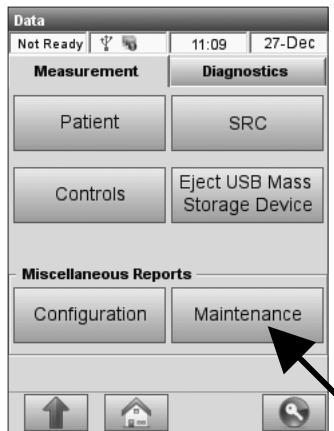 Data
Not Ready 11:09 27-Dec
Measurement Diagnostics
Patient SRC
Controls Eject USB Mass
Storage Device
Miscellaneous Reports
Configuration Maintenance